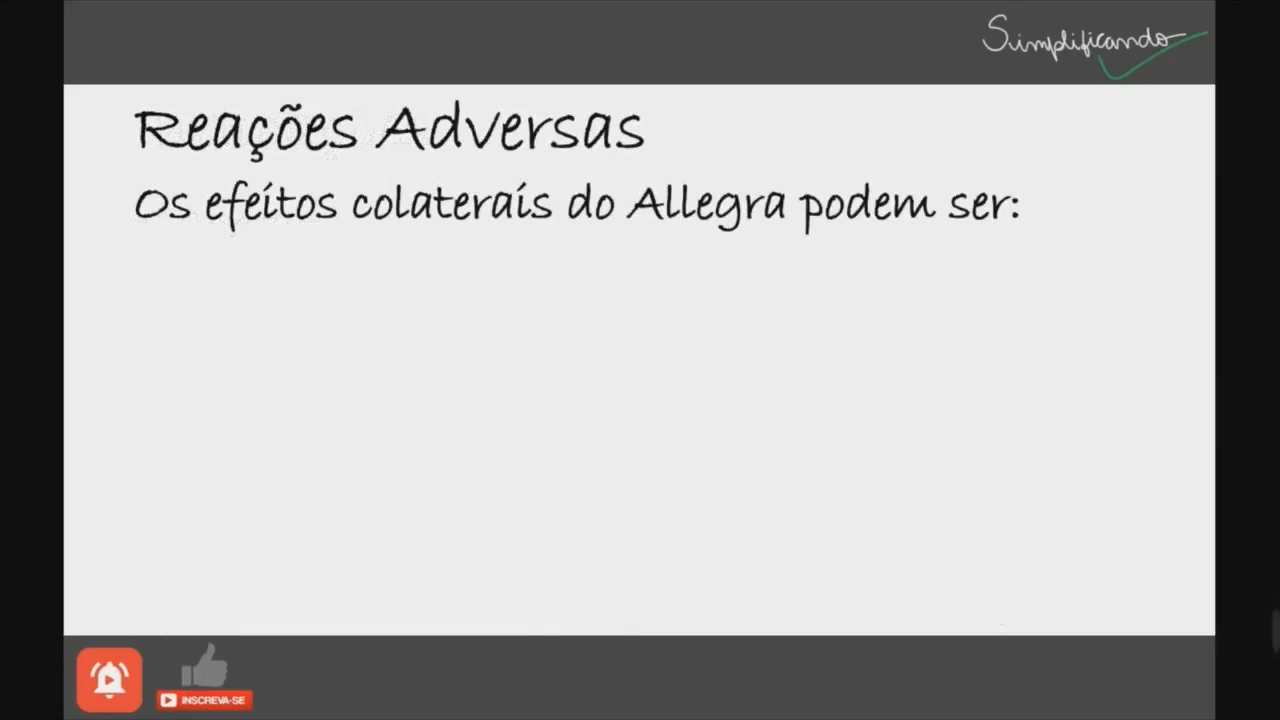 Simplificando
Reações Adversas
Os efeitos colaterais do Allegra podem ser:
INSCREVA-SE